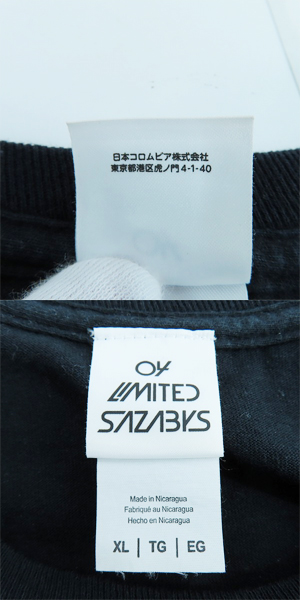 日本コロムビア株式会社
東京都港区虎ノ門4-1-40
04
LIMITED
SAZABYS
Made in Nicaragua
Fabriqué au Nicaragua
Hecho en Nicaragua
XL | TG | EG